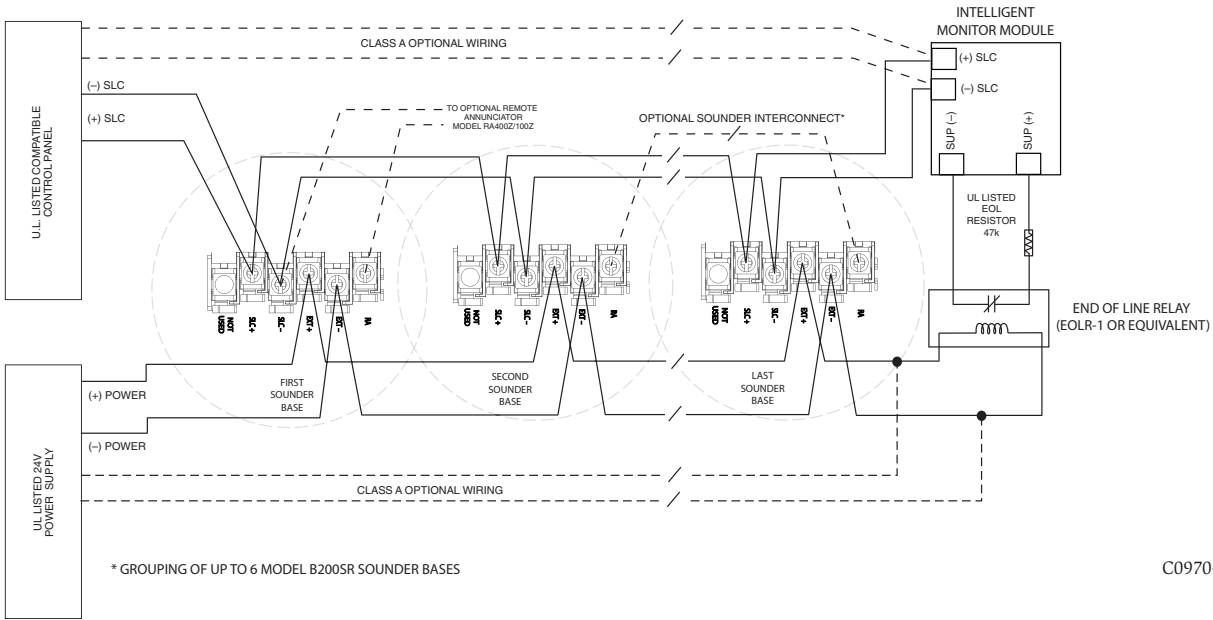 INTELLIGENT
MONITOR MODULE
CLASS A OPTIONAL WIRING
(+) SLC
(–) SLC
(–) SLC
(+) SLC
U.L. LISTED COMPATIBLE
CONTROL PANEL
TO OPTIONAL REMOTE
ANNUNCIATOR
MODEL RA400Z/100Z
OPTIONAL SOUNDER INTERCONNECT*
SUP (–)
SUP (+)
UL LISTED
EOL
RESISTOR
47k
NOT
USED
SLC +
SLC -
EXT +
EXT -
RA
NOT
USED
SLC +
SLC -
EXT +
EXT -
RA
NOT
USED
SLC +
SLC -
EXT +
EXT -
RA
END OF LINE RELAY
(EOLR-1 OR EQUIVALENT)
FIRST
SOUNDER
BASE
SECOND
SOUNDER
BASE
LAST
SOUNDER
BASE
(+) POWER
(–) POWER
UL LISTED 24V
POWER SUPPLY
CLASS A OPTIONAL WIRING
* GROUPING OF UP TO 6 MODEL B200SR SOUNDER BASES
C0970-